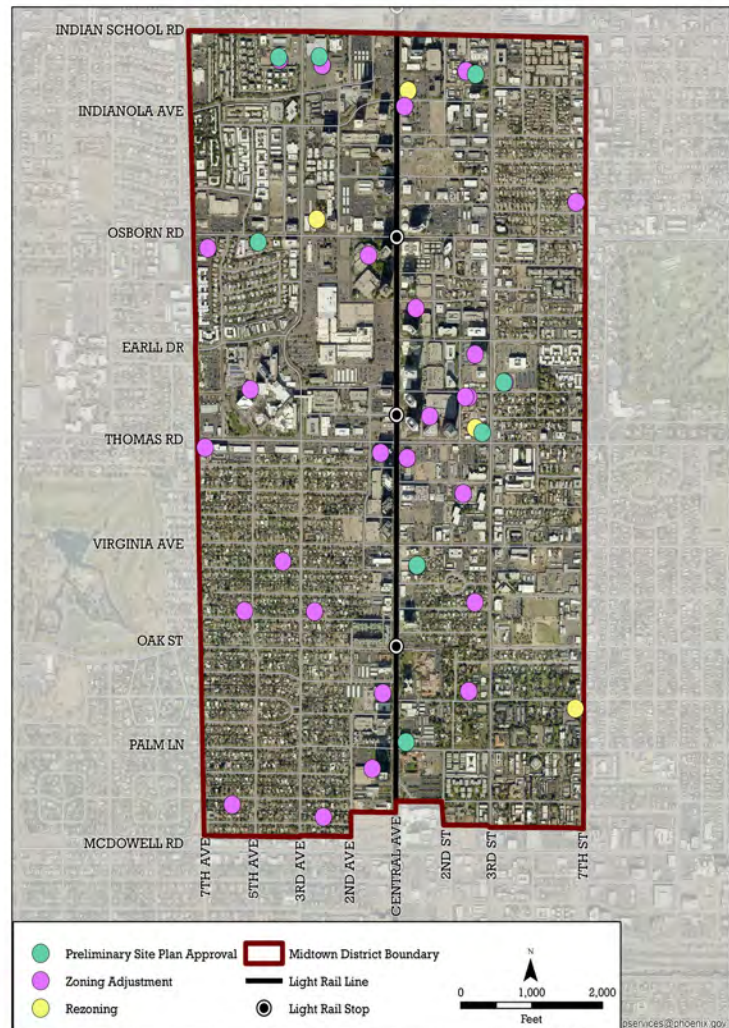 INDIAN SCHOOL RD
INDIANOLA AVE
OSBORN RD
EARLL DR
THOMAS RD
VIRGINIA AVE
OAK ST
PALM LN
MCDOWELL RD
7TH AVE
5TH AVE
3RD AVE
2ND AVE
CENTRAL AVE
2ND ST
3RD ST
7TH ST
Preliminary Site Plan Approval
Zoning Adjustment
Rezoning
Midtown District Boundary
Light Rail Line
Light Rail Stop
N
0 1,000 2,000
Feet
pservices@phoenix.gov